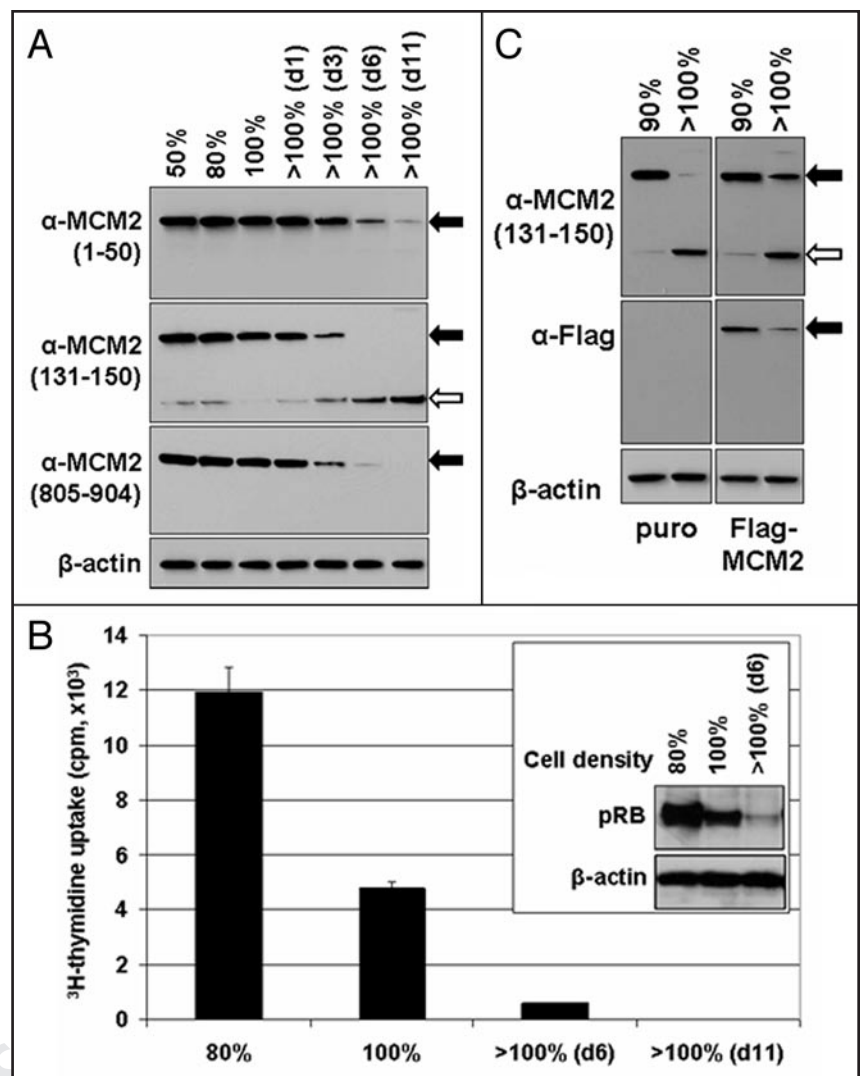 A
50%
80%
100%
>100% (d1)
>100% (d3)
>100% (d6)
>100% (d11)
α-MCM2
(1-50)
α-MCM2
(131-150)
α-MCM2
(805-904)
β-actin
C
90%
>100%
90%
>100%
α-MCM2
(131-150)
α-Flag
β-actin
puro
Flag-
MCM2
B
³H-thymidine uptake (cpm, x10³)
14
12
10
8
6
4
2
0
80%
100%
>100% (d6)
>100% (d11)
Cell density
80%
100%
>100% (d6)
pRB
β-actin